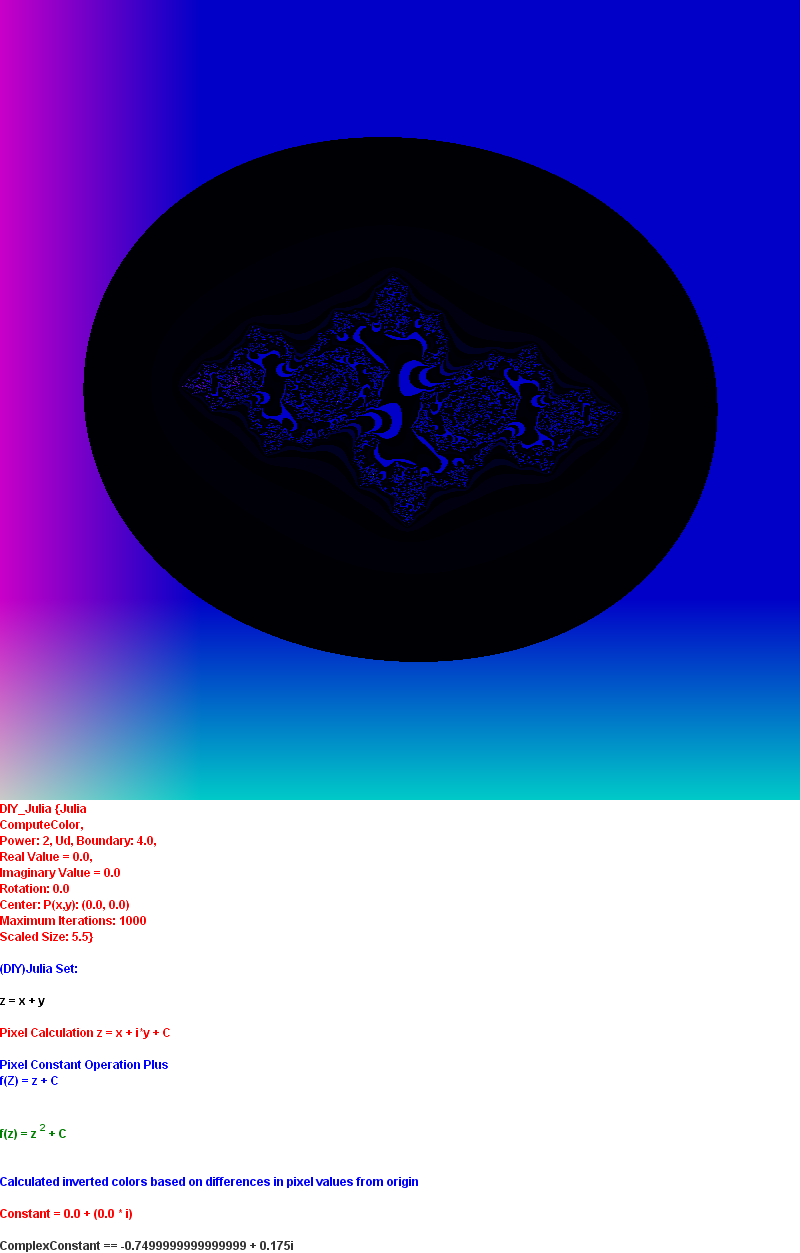 DIY_Julia {Julia
ComputeColor,
Power: 2, Ud, Boundary: 4.0,
Real Value = 0.0,
Imaginary Value = 0.0
Rotation: 0.0
Center: P(x,y): (0.0, 0.0)
Maximum Iterations: 1000
Scaled Size: 5.5}
(DIY)Julia Set:
z = x + y
Pixel Calculation z = x + i*y + C
Pixel Constant Operation Plus
f(Z) = z + C
f(z) = z 2 + C
Calculated inverted colors based on differences in pixel values from origin
Constant = 0.0 + (0.0 * i)
ComplexConstant == -0.7499999999999999 + 0.175i